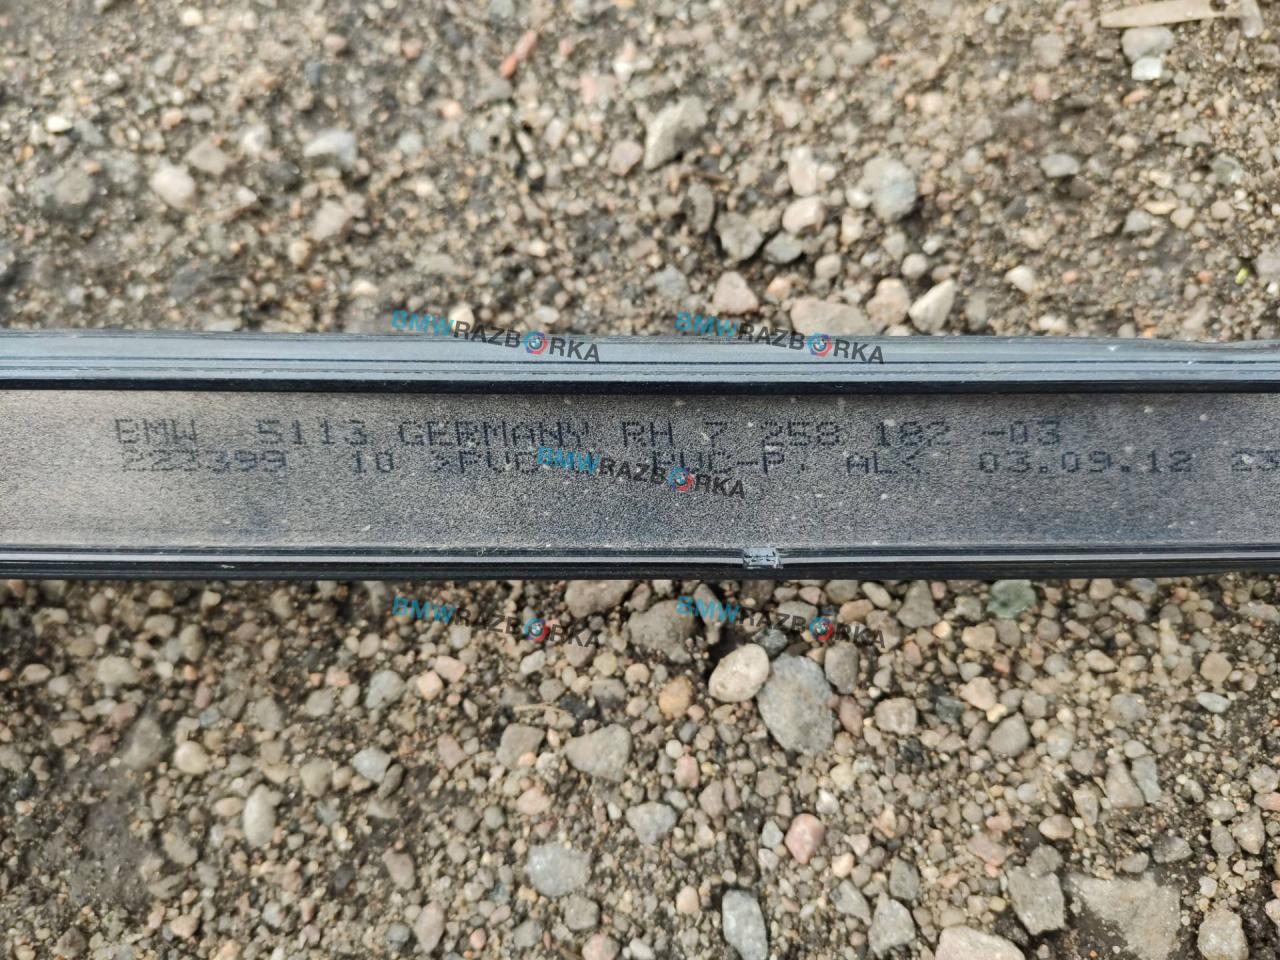 BMWRAZBORKA BMWRAZBORKA
BMW 5113 GERMANY RH 7 258 182 -03
223399 10 AL< 03.09.12 23
BMWRAZBORKA
BMWRAZBORKA BMWRAZBORKA